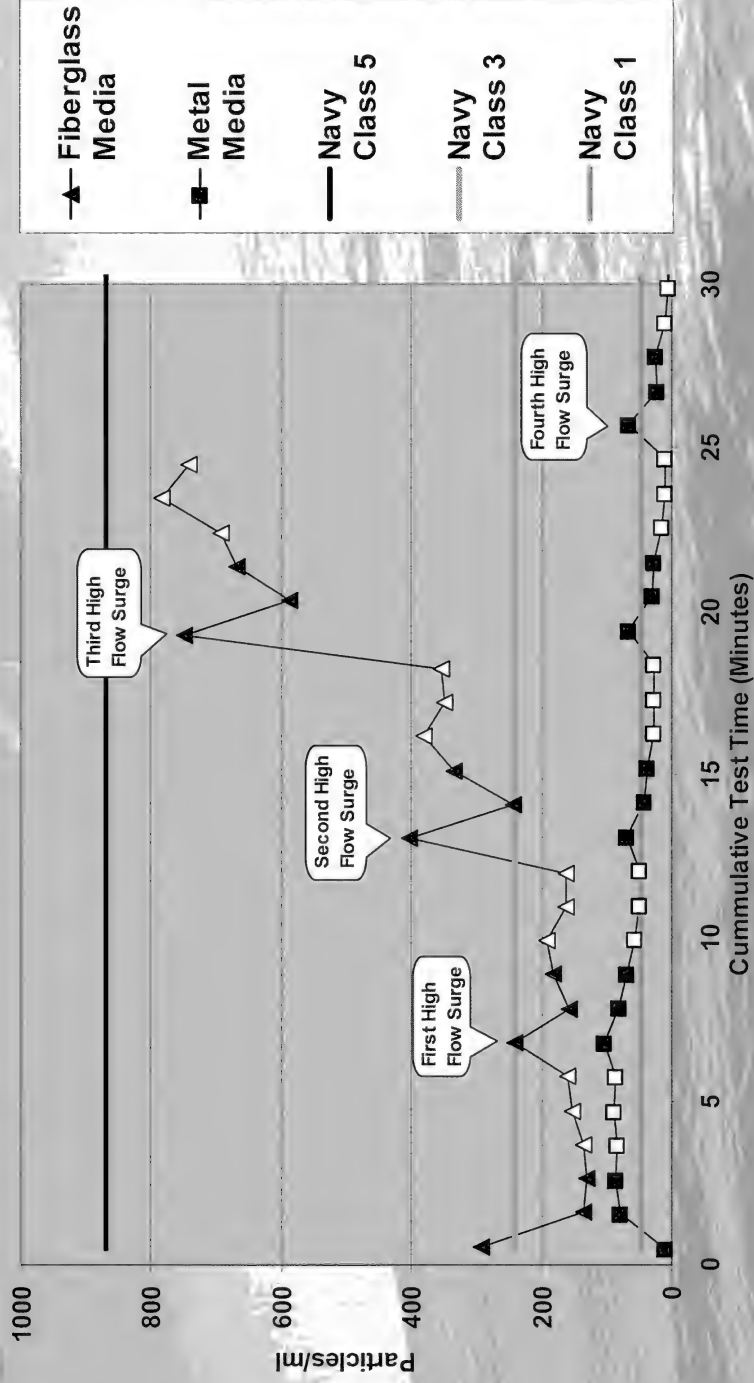 1000
800
600
400
200
0
Particles/ml
0
5
10
15
20
25
30
Cummulative Test Time (Minutes)
First High
Flow Surge
Second High
Flow Surge
Third High
Flow Surge
Fourth High
Flow Surge
Fiberglass
Media
Metal
Media
Navy
Class 5
Navy
Class 3
Navy
Class 1